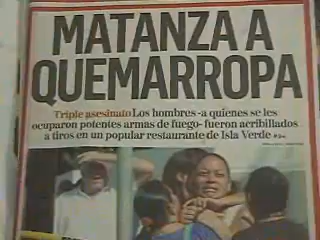 MATANZA A
QUEMARROPA
Triple asesinato Los hombres -a quienes se les
ocuparon potentes armas de fuego- fueron acribillados
a tiros en un popular restaurante de Isla Verde